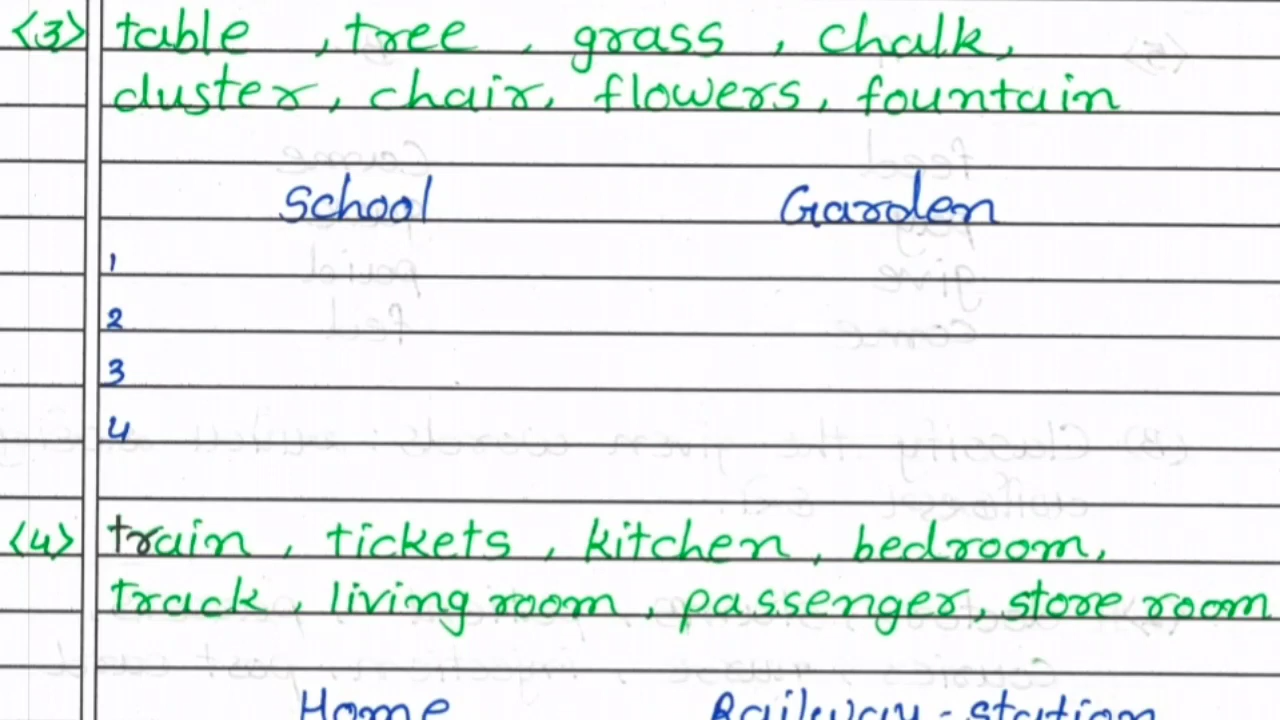 <3> table , tree , grass , chalk,
duster, chair, flowers, fountain
School Garden
1
2
3
4
<4> train , tickets , kitchen , bedroom,
track , living room , passenger, store room
Home Railway-station